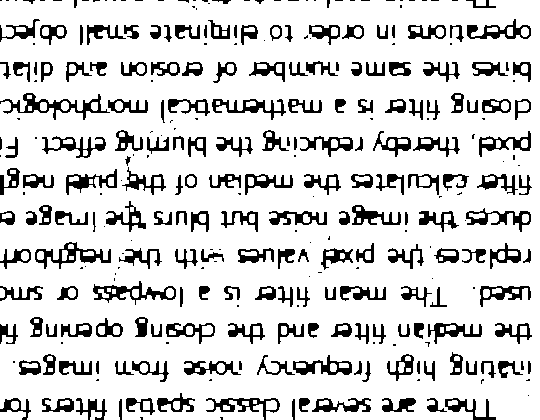 There are several classic spatial filters for
inating high frequency noise from images.
the median filter and the closing opening fi
used. The mean filter is a lowpass or smo
replaces the pixel values with the neighborh
duces the image noise but blurs the image e
filter calculates the median of the pixel neigh
pixel, thereby reducing the blurring effect. Fi
closing filter is a mathematical morphologic
bines the same number of erosion and dilat
operations in order to eliminate small object